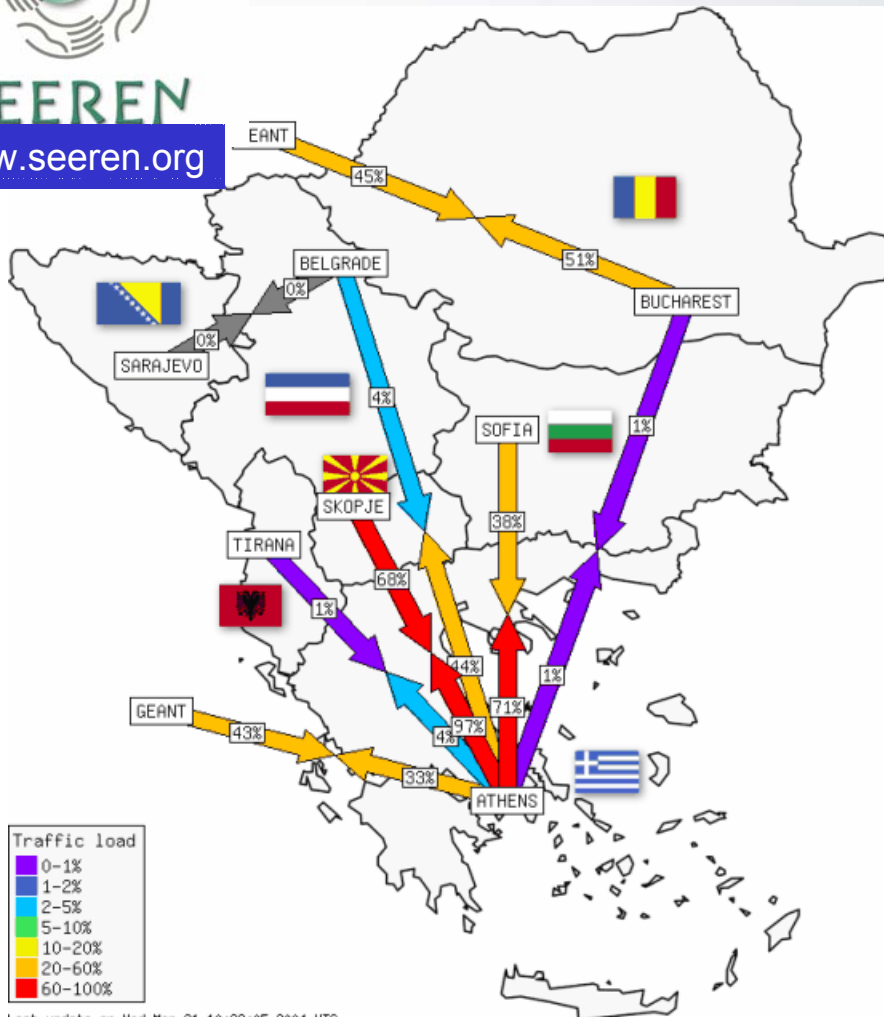 EEREN
w.seeren.org
EANT
45%
51%
BELGRADE
0%
BUCHAREST
0%
SARAJEVO
4%
1%
SOFIA
SKOPJE
38%
TIRANA
68%
1%
44%
1%
71%
GEANT
97%
43%
4%
33%
ATHENS
Traffic load
0-1%
1-2%
2-5%
5-10%
10-20%
20-60%
60-100%